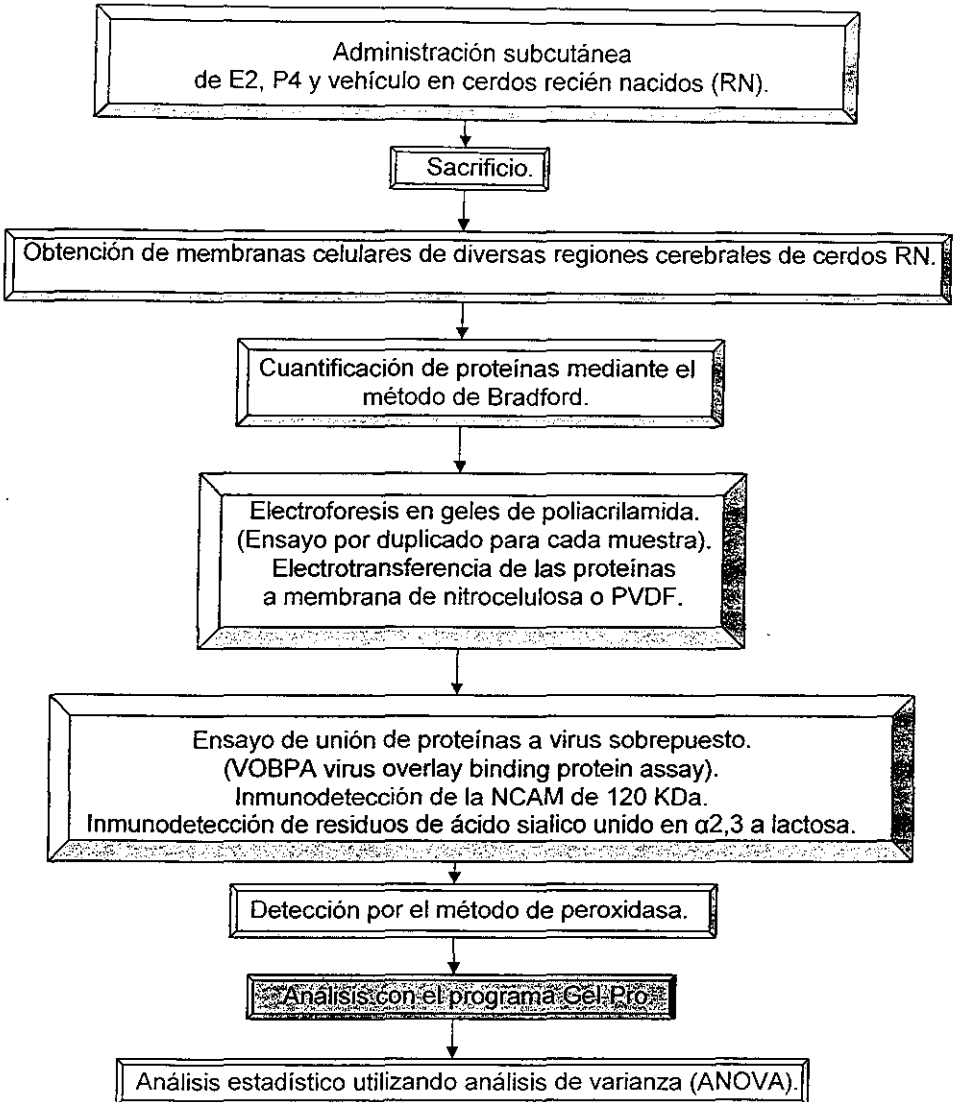 Administración subcutánea
de E2, P4 y vehículo en cerdos recién nacidos (RN).
Sacrificio.
Obtención de membranas celulares de diversas regiones cerebrales de cerdos RN.
Cuantificación de proteínas mediante el
método de Bradford.
Electroforesis en geles de poliacrilamida.
(Ensayo por duplicado para cada muestra).
Electrotransferencia de las proteínas
a membrana de nitrocelulosa o PVDF.
Ensayo de unión de proteínas a virus sobrepuesto.
(VOBPA virus overlay binding protein assay).
Inmunodetección de la NCAM de 120 KDa.
Inmunodetección de residuos de ácido sialico unido en α2,3 a lactosa.
Detección por el método de peroxidasa.
Análisis con el programa Gel-Pro
Análisis estadístico utilizando análisis de varianza (ANOVA).